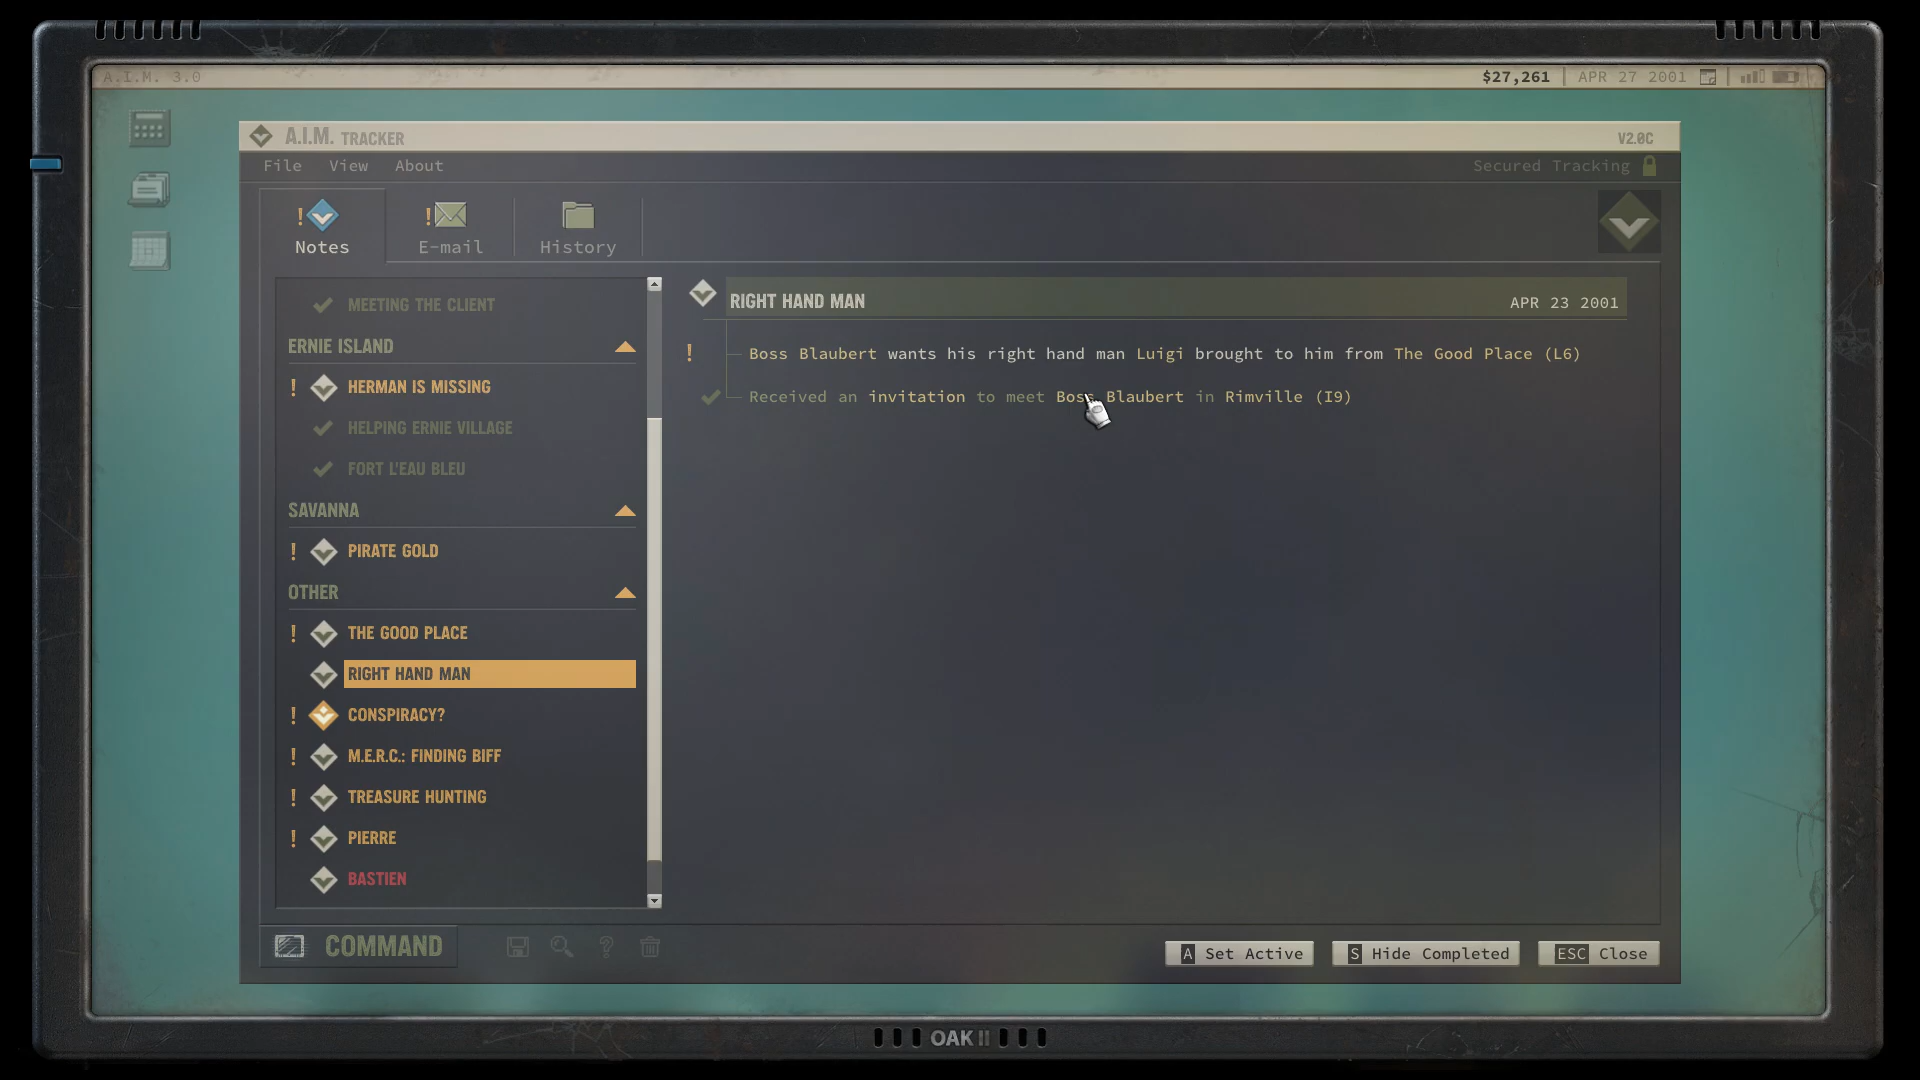 A.I.M. 3.0
$27,261 | APR 27 2001
A.I.M. TRACKER
V2.0C
File View About
Secured Tracking
! Notes
! E-mail
History
MEETING THE CLIENT
ERNIE ISLAND
! HERMAN IS MISSING
HELPING ERNIE VILLAGE
FORT L'EAU BLEU
SAVANNA
! PIRATE GOLD
OTHER
! THE GOOD PLACE
RIGHT HAND MAN
! CONSPIRACY?
! M.E.R.C.: FINDING BIFF
! TREASURE HUNTING
! PIERRE
BASTIEN
RIGHT HAND MAN
APR 23 2001
! Boss Blaubert wants his right hand man Luigi brought to him from The Good Place (L6)
Received an invitation to meet Boss Blaubert in Rimville (I9)
COMMAND
?
A Set Active
S Hide Completed
ESC Close
OAK II